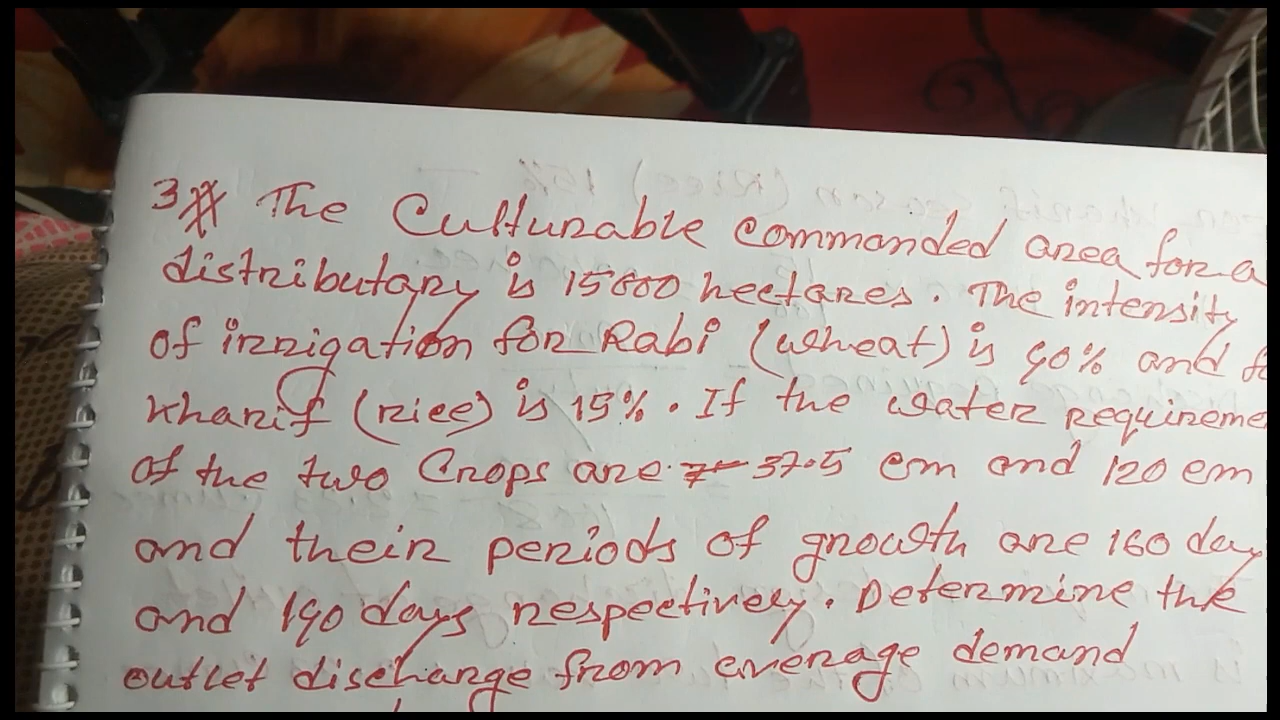 3# The Culturable commanded area for a
distributary is 15000 hectares. The intensity
of irrigation for Rabi (wheat) is 40% and
kharif (rice) is 15%. If the water
of the two Crops are 37.5 cm and 120 cm
and their periods of growth are 160 day
and 140 days respectively. Determine the
outlet discharge from average demand